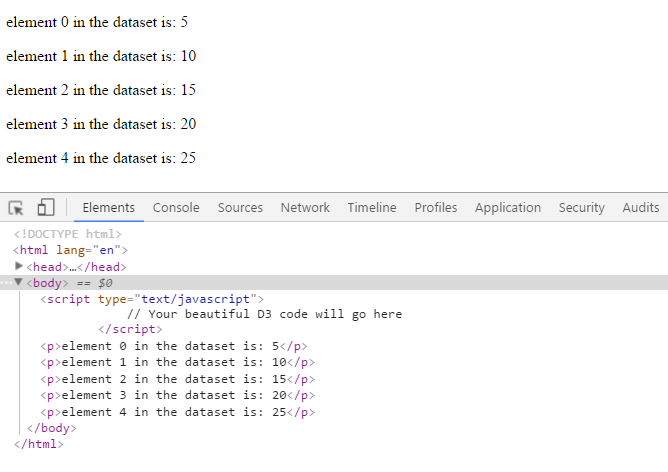 element 0 in the dataset is: 5
element 1 in the dataset is: 10
element 2 in the dataset is: 15
element 3 in the dataset is: 20
element 4 in the dataset is: 25
Elements Console Sources Network Timeline Profiles Application Security Audits
<!DOCTYPE html>
<html lang="en">
<head>…</head>
…<body> == $0
<script type="text/javascript">
// Your beautiful D3 code will go here
</script>
<p>element 0 in the dataset is: 5</p>
<p>element 1 in the dataset is: 10</p>
<p>element 2 in the dataset is: 15</p>
<p>element 3 in the dataset is: 20</p>
<p>element 4 in the dataset is: 25</p>
</body>
</html>